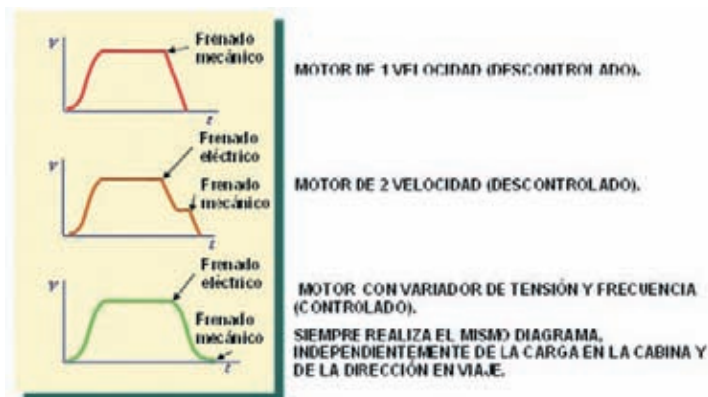 V
Frenado
mecánico
t
MOTOR DE 1 VELOCIDAD (DESCONTROLADO).
V
Frenado
eléctrico
Frenado
mecánico
t
MOTOR DE 2 VELOCIDAD (DESCONTROLADO).
V
Frenado
eléctrico
Frenado
mecánico
t
MOTOR CON VARIADOR DE TENSIÓN Y FRECUENCIA
(CONTROLADO).
SIEMPRE REALIZA EL MISMO DIAGRAMA,
INDEPENDIENTEMENTE DE LA CARGA EN LA CABINA Y
DE LA DIRECCIÓN EN VIAJE.